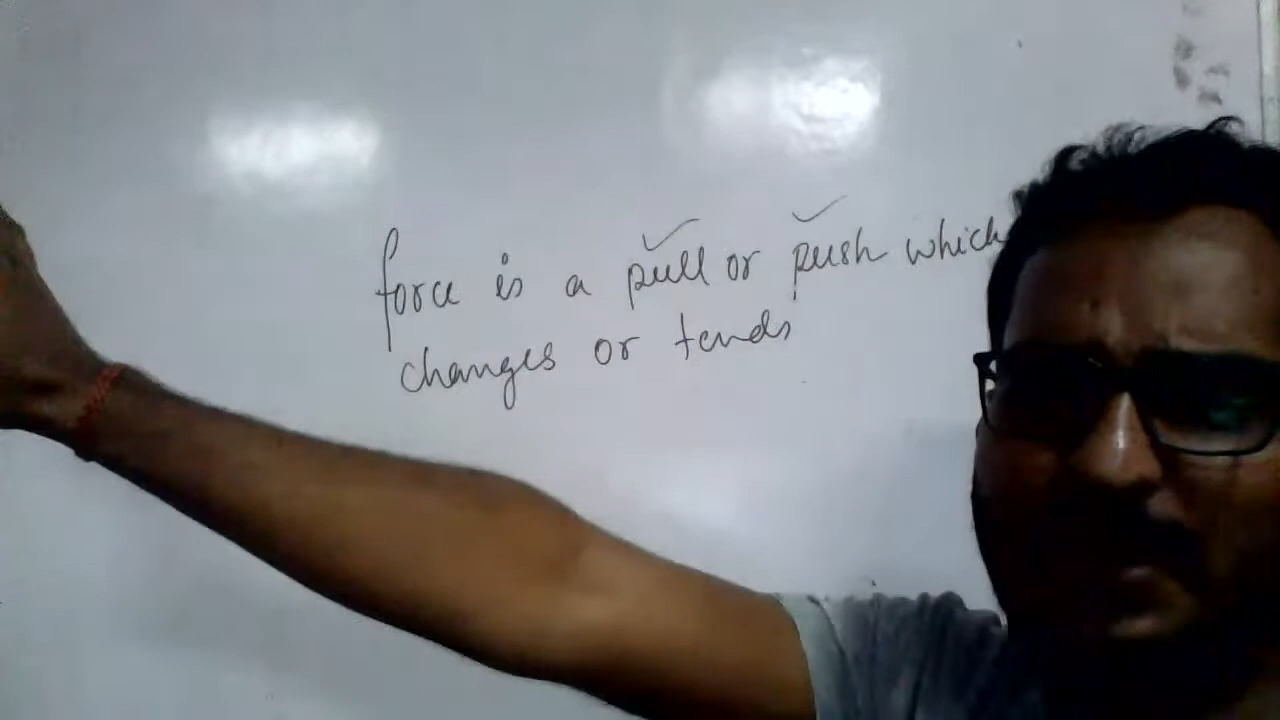 force is a pull or push which
changes or tends